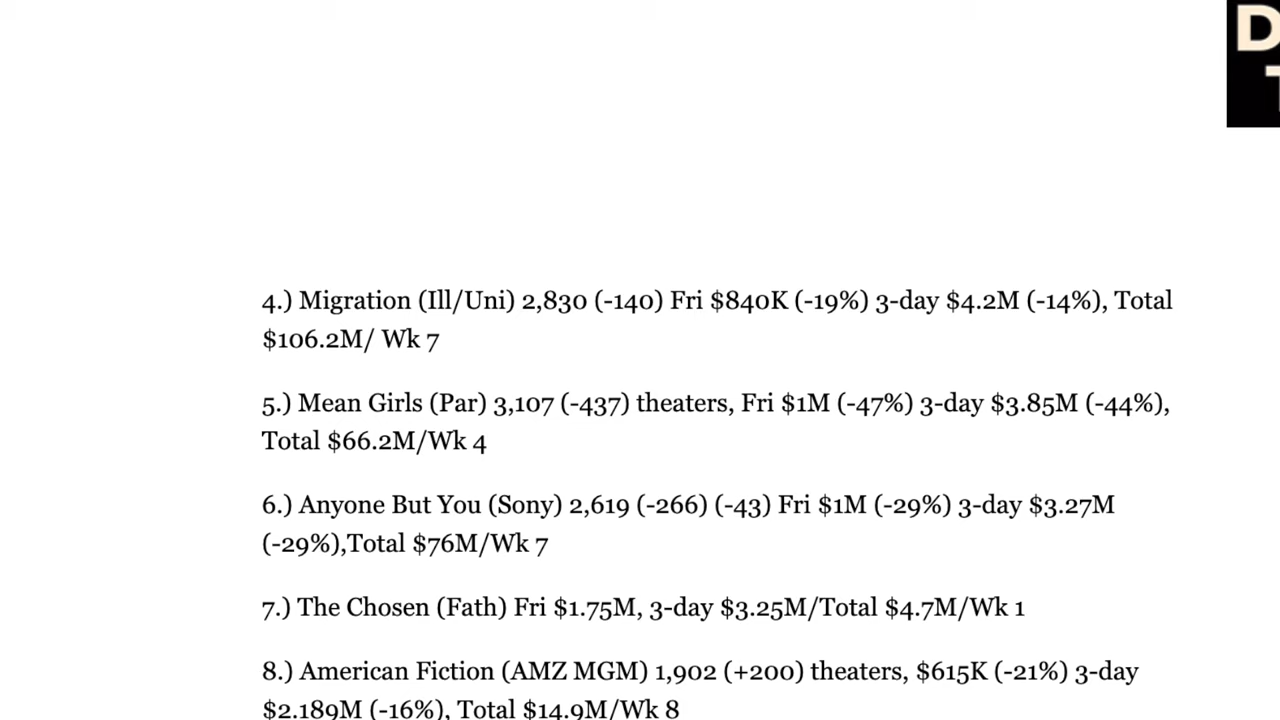 D
4.) Migration (Ill/Uni) 2,830 (-140) Fri $840K (-19%) 3-day $4.2M (-14%), Total
$106.2M/ Wk 7
5.) Mean Girls (Par) 3,107 (-437) theaters, Fri $1M (-47%) 3-day $3.85M (-44%),
Total $66.2M/Wk 4
6.) Anyone But You (Sony) 2,619 (-266) (-43) Fri $1M (-29%) 3-day $3.27M
(-29%),Total $76M/Wk 7
7.) The Chosen (Fath) Fri $1.75M, 3-day $3.25M/Total $4.7M/Wk 1
8.) American Fiction (AMZ MGM) 1,902 (+200) theaters, $615K (-21%) 3-day
$2.189M (-16%), Total $14.9M/Wk 8